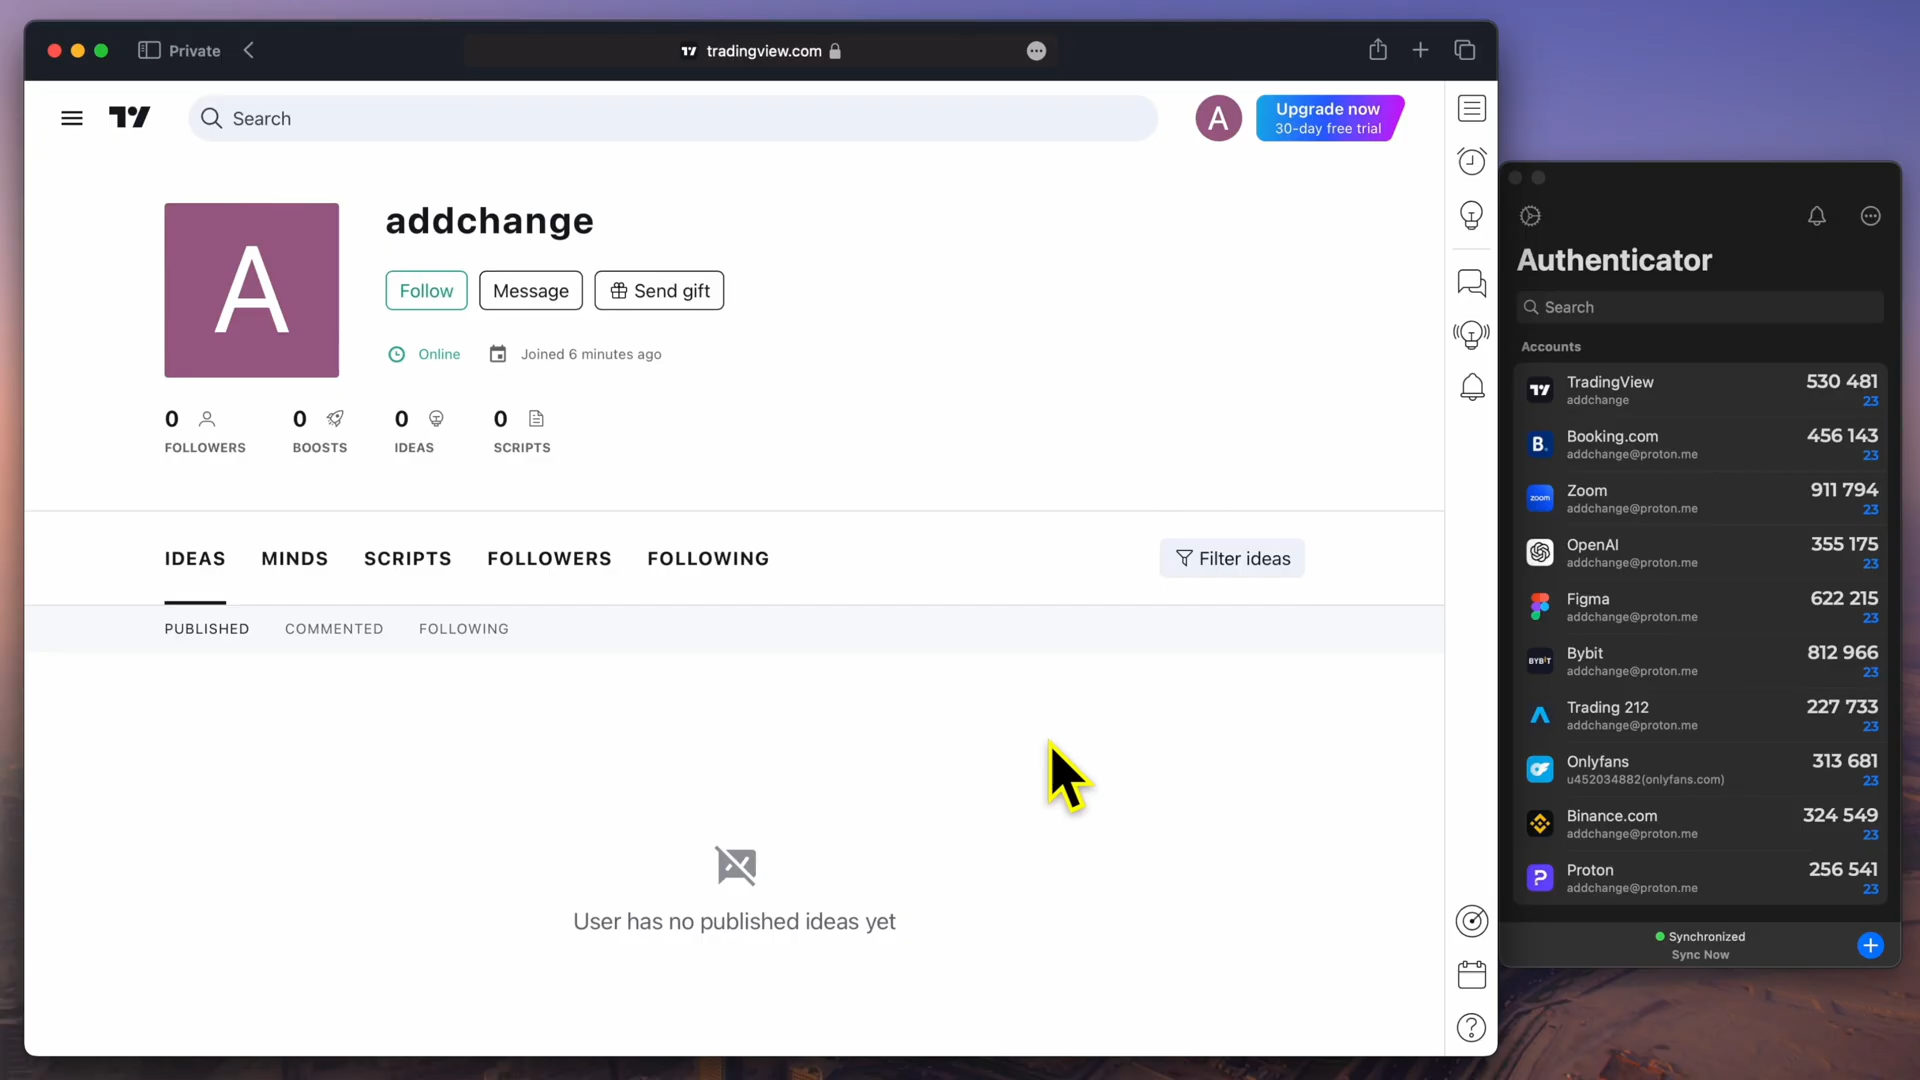 Private
tradingview.com
Search
A
Upgrade now
30-day free trial
A
addchange
Follow
Message
Send gift
Online
Joined 6 minutes ago
0
FOLLOWERS
0
BOOSTS
0
IDEAS
0
SCRIPTS
IDEAS
MINDS
SCRIPTS
FOLLOWERS
FOLLOWING
Filter ideas
PUBLISHED
COMMENTED
FOLLOWING
User has no published ideas yet
Authenticator
Search
Accounts
TradingView
530 481
addchange
23
B.
Booking.com
456 143
addchange@proton.me
23
zoom
Zoom
911 794
addchange@proton.me
23
OpenAI
355 175
addchange@proton.me
23
Figma
622 215
addchange@proton.me
23
BYBIT
Bybit
812 966
addchange@proton.me
23
Trading 212
227 733
addchange@proton.me
23
Onlyfans
313 681
u452034882(onlyfans.com)
23
Binance.com
324 549
addchange@proton.me
23
Proton
256 541
addchange@proton.me
23
Synchronized
Sync Now